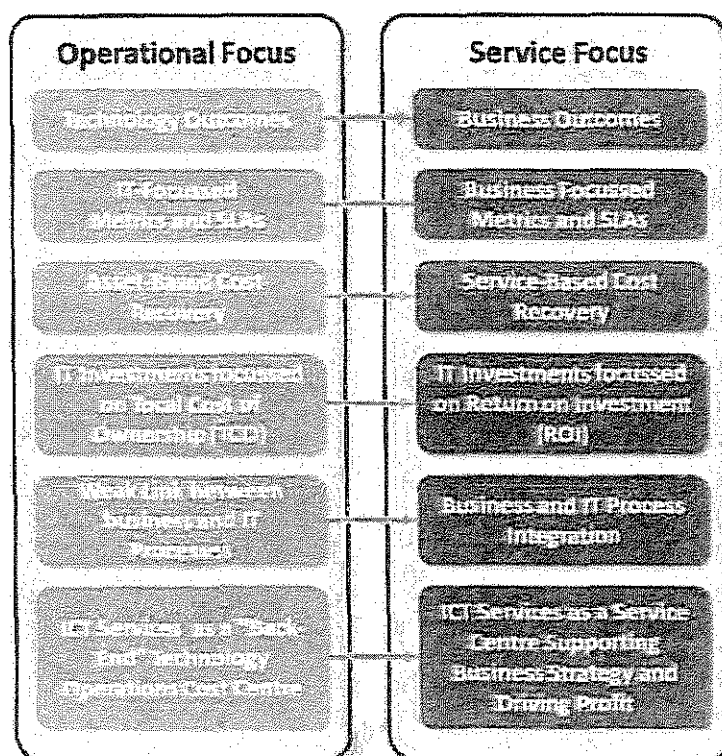 Operational Focus
Technology Outcomes
IT Focussed
Metrics and SLAs
Asset-Based Cost
Recovery
IT Investments focussed
on Total Cost of
Ownership (TCO)
Weak Link between
business and IT
Processes
ICT Services as a "Back
End" Technology
Operations Cost Centre
Service Focus
Business Outcomes
Business Focussed
Metrics and SLAs
Service-Based Cost
Recovery
IT Investments focussed
on Return on Investment
(ROI)
Business and IT Process
Integration
ICT Services as a Service
Centre Supporting
Business Strategy and
Driving Profit